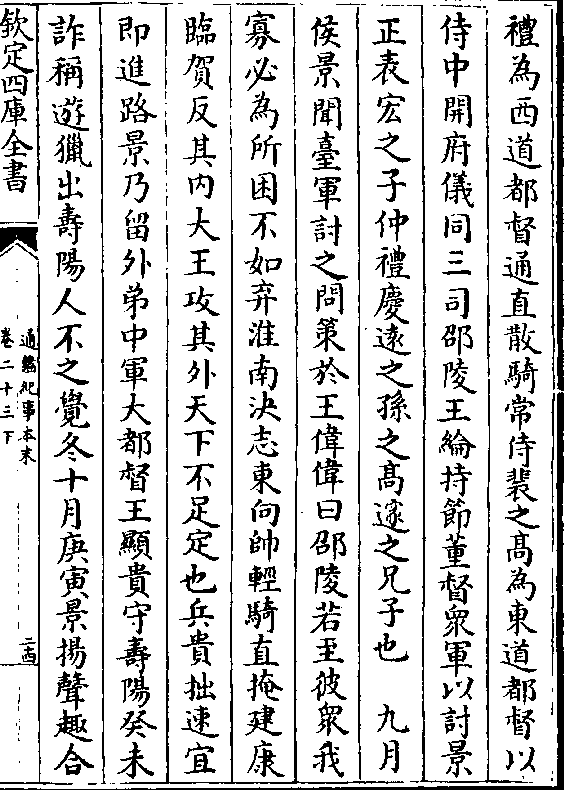 禮為西道都督通直散騎常侍裴之髙為東道都督以
侍中開府儀同三司邵陵王綸持節董督衆軍以討景
正表宏之子仲禮慶逺之孫之髙邃之兄子也　九月
侯景聞臺軍討之問策於王偉偉曰邵陵若至彼衆我
寡必為所困不如弃淮南決志東向帥輕騎直掩建康
臨賀反其内大王攻其外天下不足定也兵貴拙速宜
即進路景乃留外弟中軍大都督王顯貴守壽陽癸未
詐稱遊獵出壽陽人不之覺冬十月庚寅景揚聲趣合
欽定四庫全書
通鑑紀事本末
卷二十三下
二十四